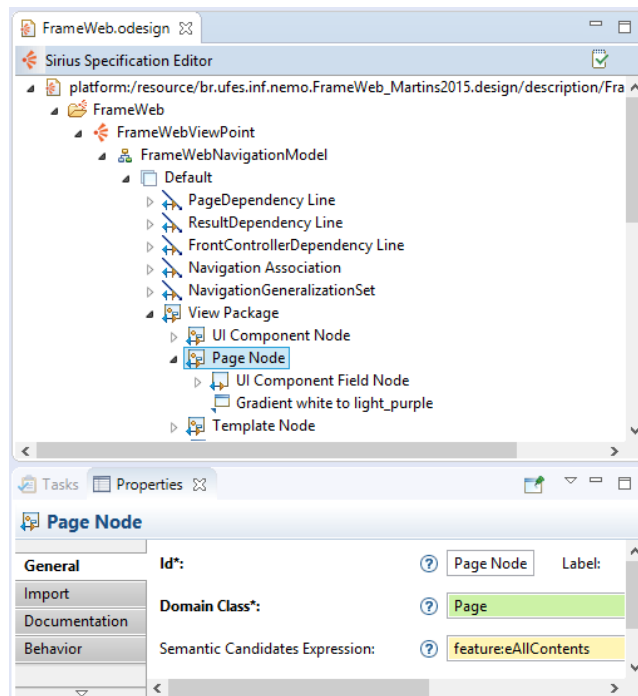 FrameWeb.odesign
Sirius Specification Editor
platform:/resource/br.ufes.inf.nemo.FrameWeb_Martins2015.design/description/Fra
FrameWeb
FrameWebViewPoint
FrameWebNavigationModel
Default
PageDependency Line
ResultDependency Line
FrontControllerDependency Line
Navigation Association
NavigationGeneralizationSet
View Package
UI Component Node
Page Node
UI Component Field Node
Gradient white to light_purple
Template Node
Tasks Properties
Page Node
General
Id*: ? Page Node Label:
Import
Domain Class*: ? Page
Documentation
Behavior
Semantic Candidates Expression: ? feature:eAllContents